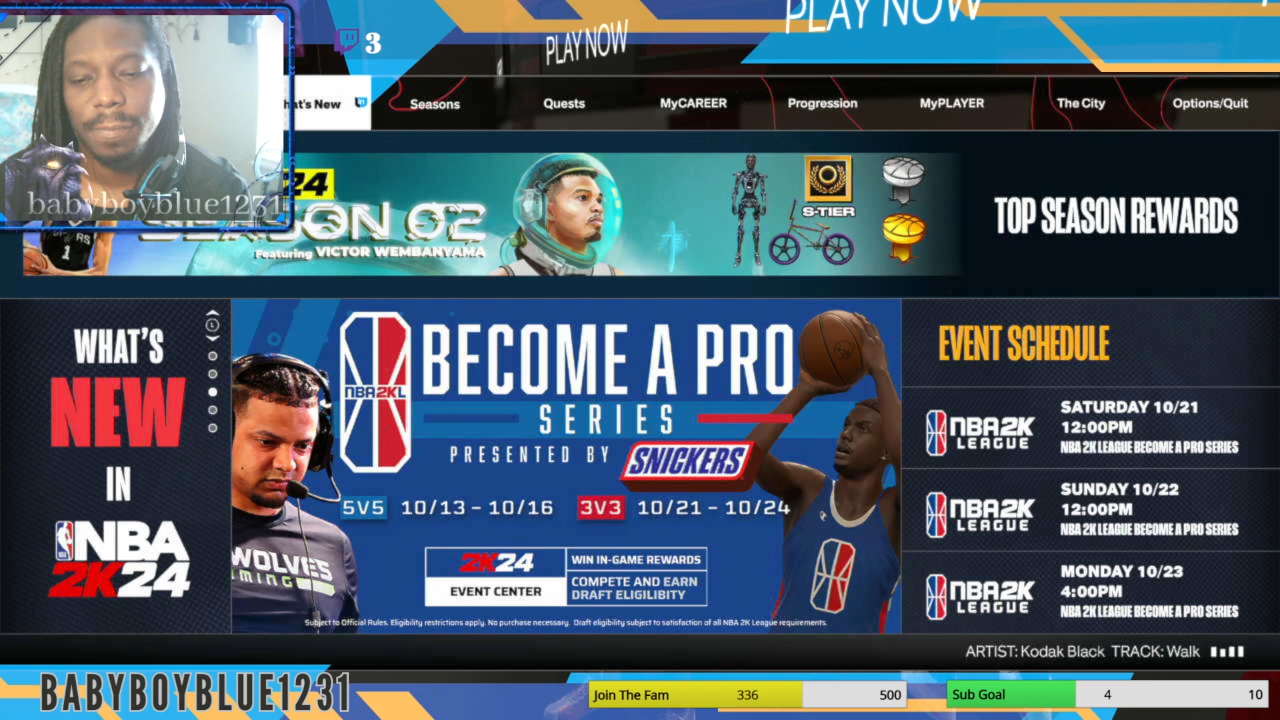 PLAY NOW
PLAY NOW
3
What's New
Seasons
Quests
MyCAREER
Progression
MyPLAYER
The City
Options/Quit
babyboyblue1231
24
SEASON 02
Featuring VICTOR WEMBANYAMA
1
S-TIER
TOP SEASON REWARDS
WHAT'S
NEW
IN
NBA
2K24
L
NBA2KL
BECOME A PRO
SERIES
PRESENTED BY SNICKERS
5V5 10/13 - 10/16 3V3 10/21 - 10/24
2K24
EVENT CENTER
WIN IN-GAME REWARDS
COMPETE AND EARN
DRAFT ELIGILIBITY
Subject to Official Rules. Eligibility restrictions apply. No purchase necessary. Draft eligibility subject to satisfaction of all NBA 2K League requirements.
WOLVES
EVENT SCHEDULE
NBA2K
LEAGUE
SATURDAY 10/21
12:00PM
NBA 2K LEAGUE BECOME A PRO SERIES
NBA2K
LEAGUE
SUNDAY 10/22
12:00PM
NBA 2K LEAGUE BECOME A PRO SERIES
NBA2K
LEAGUE
MONDAY 10/23
4:00PM
NBA 2K LEAGUE BECOME A PRO SERIES
ARTIST: Kodak Black TRACK: Walk
BABYBOYBLUE1231
Join The Fam 336 500
Sub Goal 4 10